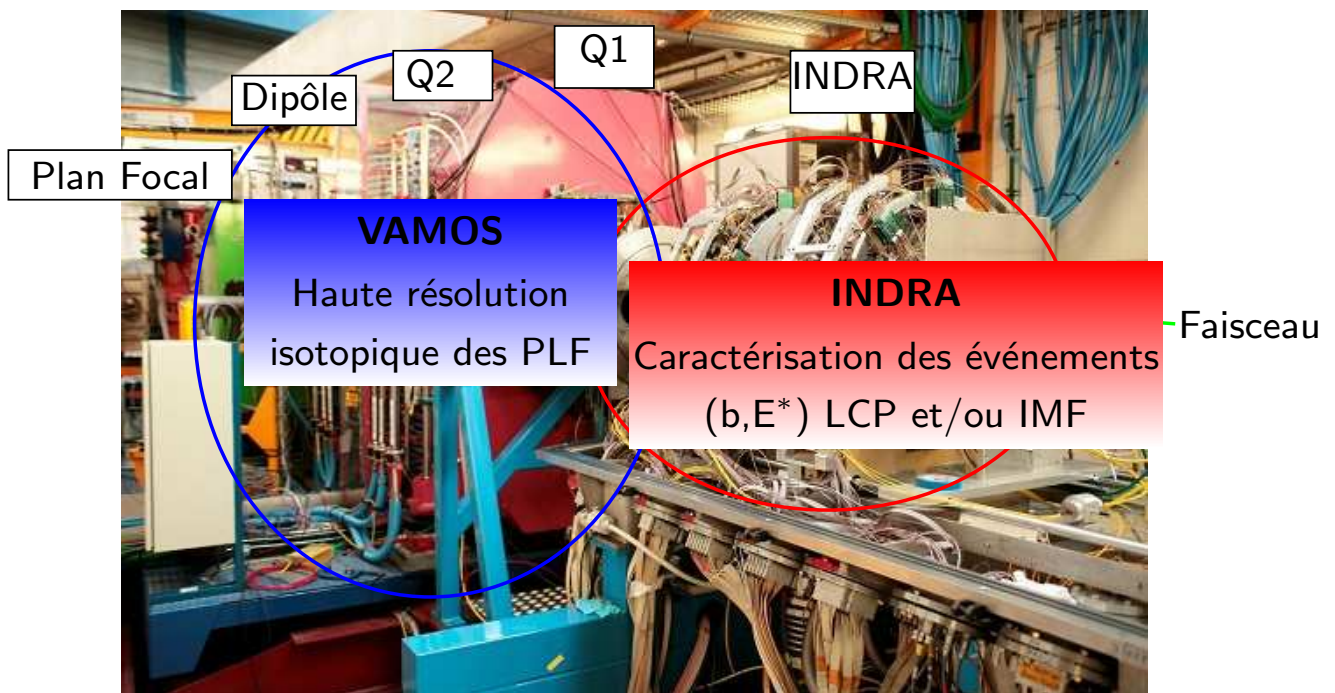 Q1
Q2
INDRA
Dipôle
Plan Focal
VAMOS
Haute résolution
isotopique des PLF
INDRA
Caractérisation des événements
(b,E*) LCP et/ou IMF
Faisceau